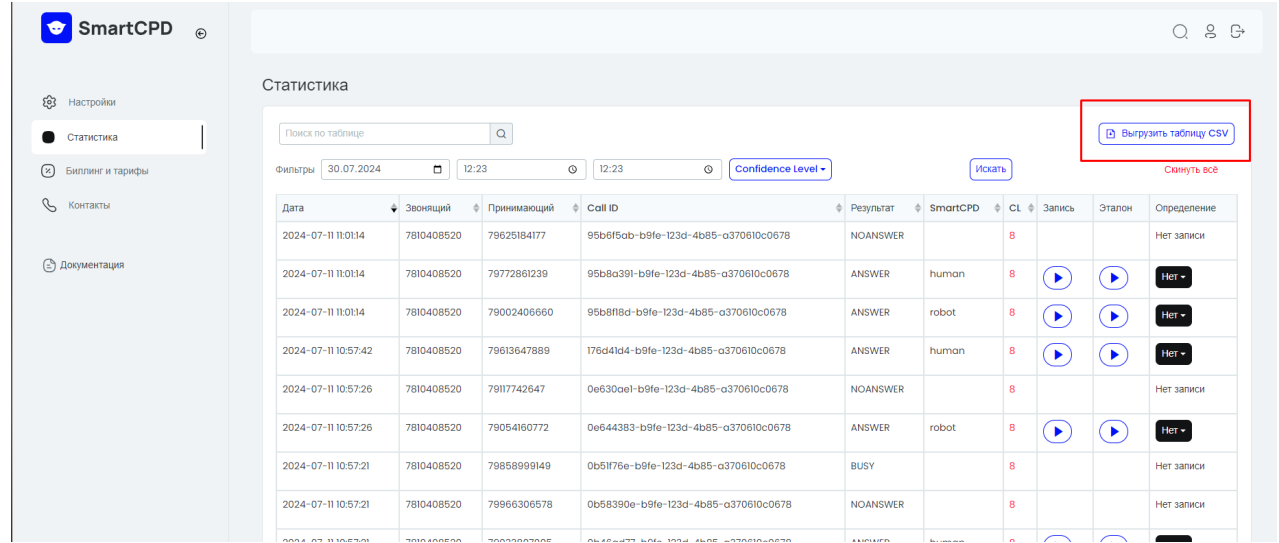 SmartCPD
Настройки
Статистика
Биллинг и тарифы
Контакты
Документация
Статистика
Поиск по таблице
Выгрузить таблицу CSV
Фильтры 30.07.2024 12:23 12:23 Confidence Level Искать Скинуть всё
Дата Звонящий Принимающий Call ID Результат SmartCPD CL Запись Эталон Определение
2024-07-11 11:01:14 7810408520 79625184177 95b6f5ab-b9fe-123d-4b85-a370610c0678 NOANSWER 8 Нет записи
2024-07-11 11:01:14 7810408520 79772861239 95b8a391-b9fe-123d-4b85-a370610c0678 ANSWER human 8 Нет
2024-07-11 11:01:14 7810408520 79002406660 95b8f18d-b9fe-123d-4b85-a370610c0678 ANSWER robot 8 Нет
2024-07-11 10:57:42 7810408520 79613647889 176d41d4-b9fe-123d-4b85-a370610c0678 ANSWER human 8 Нет
2024-07-11 10:57:26 7810408520 79117742647 0e630ae1-b9fe-123d-4b85-a370610c0678 NOANSWER 8 Нет записи
2024-07-11 10:57:26 7810408520 79054160772 0e644383-b9fe-123d-4b85-a370610c0678 ANSWER robot 8 Нет
2024-07-11 10:57:21 7810408520 79858999149 0b51f76e-b9fe-123d-4b85-a370610c0678 BUSY 8 Нет записи
2024-07-11 10:57:21 7810408520 79966306578 0b58390e-b9fe-123d-4b85-a370610c0678 NOANSWER 8 Нет записи